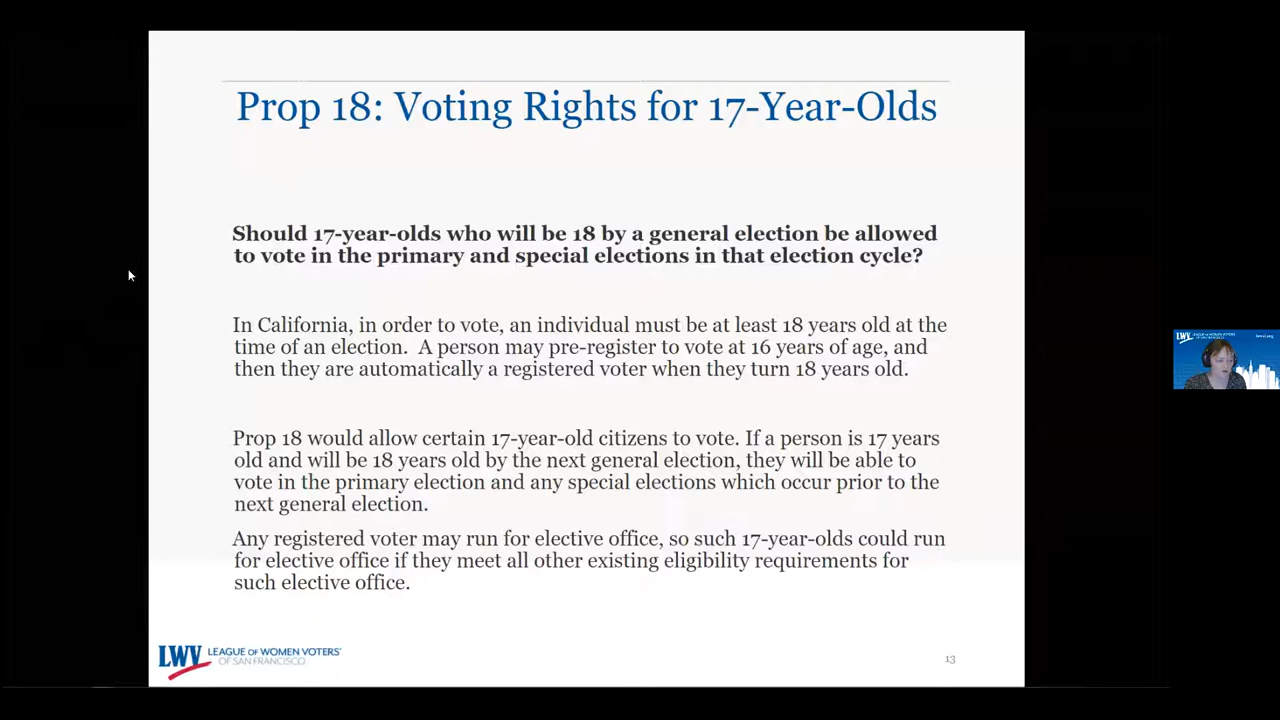 Prop 18: Voting Rights for 17-Year-Olds
Should 17-year-olds who will be 18 by a general election be allowed
to vote in the primary and special elections in that election cycle?
In California, in order to vote, an individual must be at least 18 years old at the
time of an election. A person may pre-register to vote at 16 years of age, and
then they are automatically a registered voter when they turn 18 years old.
Prop 18 would allow certain 17-year-old citizens to vote. If a person is 17 years
old and will be 18 years old by the next general election, they will be able to
vote in the primary election and any special elections which occur prior to the
next general election.
Any registered voter may run for elective office, so such 17-year-olds could run
for elective office if they meet all other existing eligibility requirements for
such elective office.
LWV LEAGUE OF WOMEN VOTERS®
OF SAN FRANCISCO
13
LWV LEAGUE OF WOMEN VOTERS
OF SAN FRANCISCO